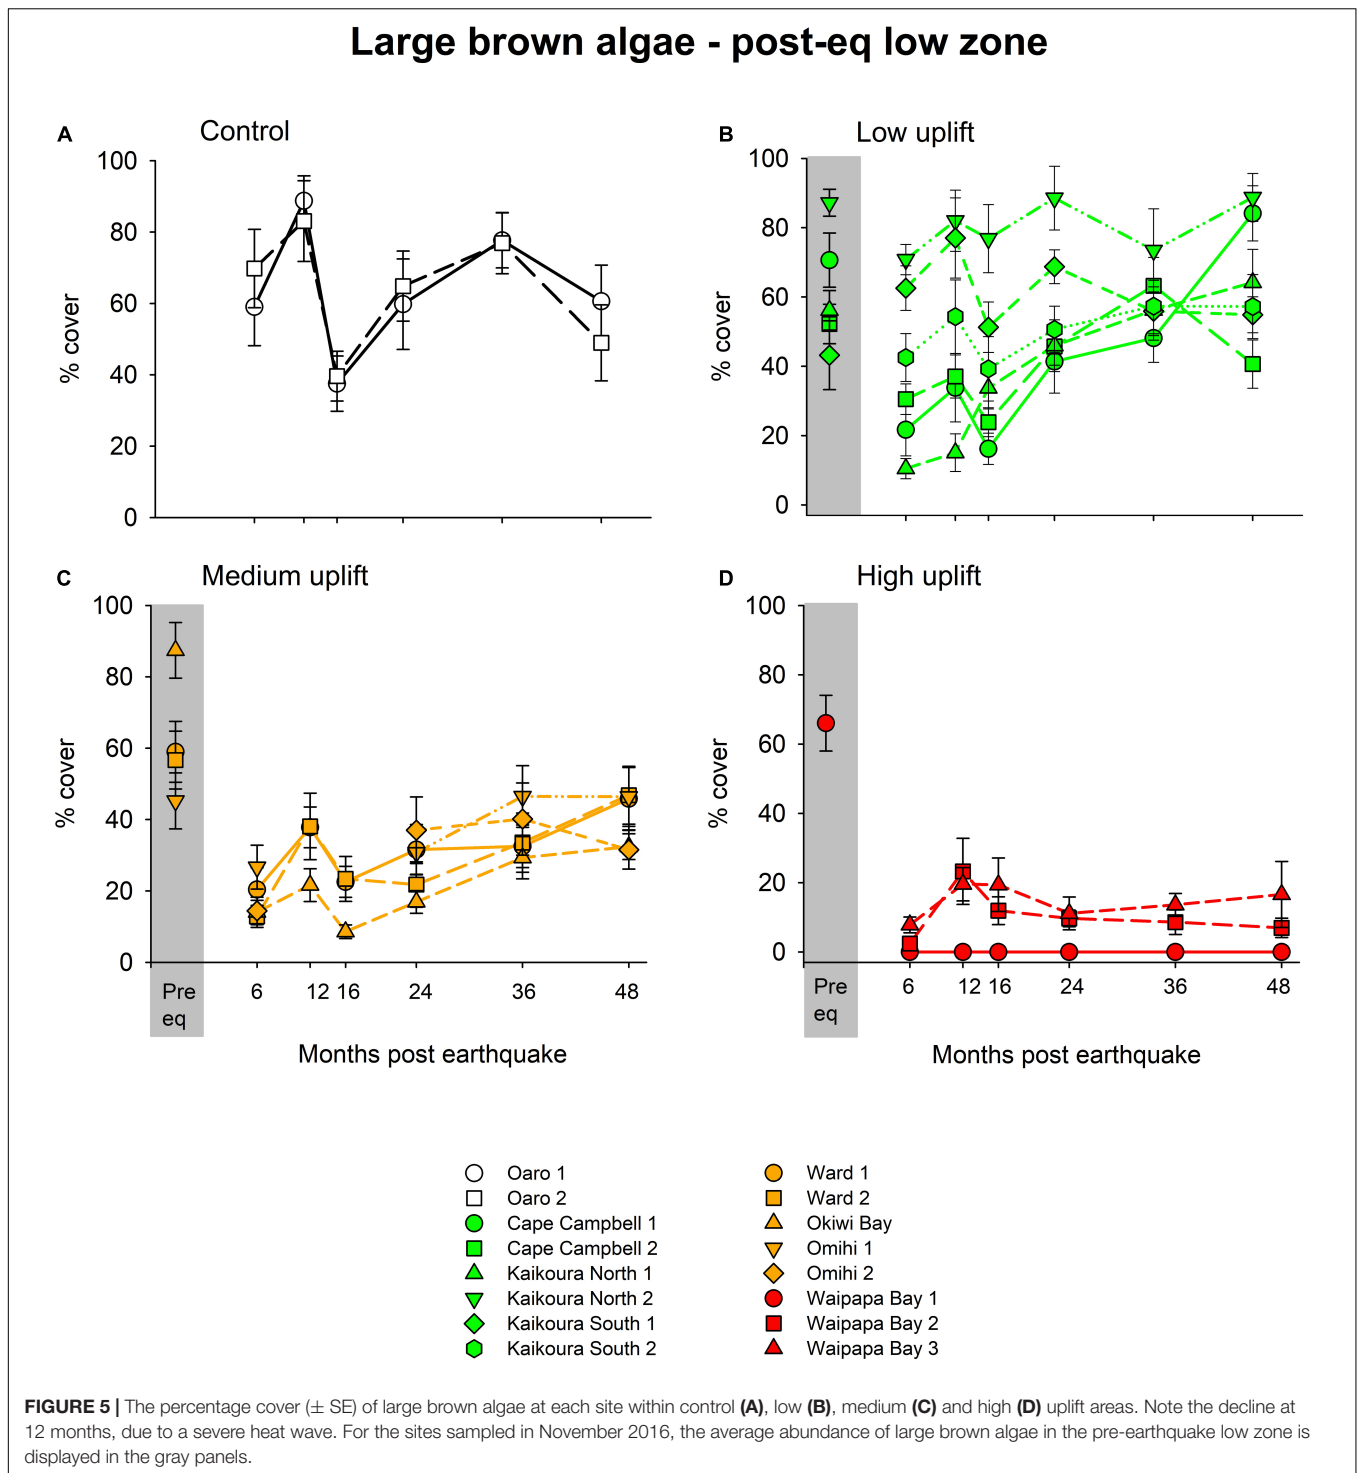 Large brown algae - post-eq low zone
A
Control
100
80
60
40
20
0
% cover
B
Low uplift
100
80
60
40
20
0
% cover
C
Medium uplift
100
80
60
40
20
0
% cover
Pre
eq
6
12
16
24
36
48
Months post earthquake
D
High uplift
100
80
60
40
20
0
% cover
Pre
eq
6
12
16
24
36
48
Months post earthquake
Oaro 1
Oaro 2
Cape Campbell 1
Cape Campbell 2
Kaikoura North 1
Kaikoura North 2
Kaikoura South 1
Kaikoura South 2
Ward 1
Ward 2
Okiwi Bay
Omihi 1
Omihi 2
Waipapa Bay 1
Waipapa Bay 2
Waipapa Bay 3
FIGURE 5 | The percentage cover (± SE) of large brown algae at each site within control (A), low (B), medium (C) and high (D) uplift areas. Note the decline at
12 months, due to a severe heat wave. For the sites sampled in November 2016, the average abundance of large brown algae in the pre-earthquake low zone is
displayed in the gray panels.